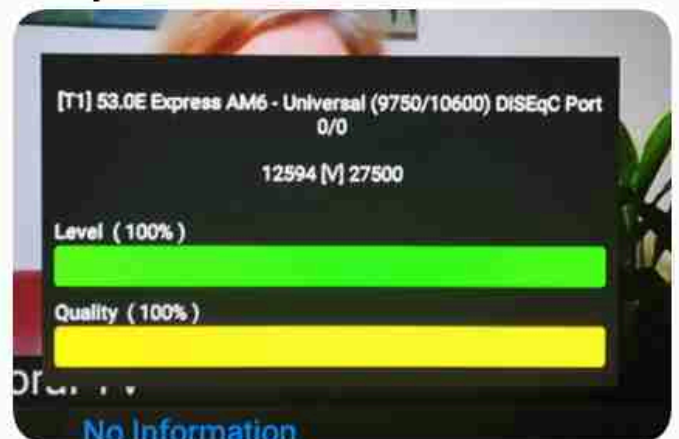 [T1] 53.0E Express AM6 - Universal (9750/10600) DiSEqC Port
0/0
12594 [V] 27500
Level ( 100% )
Quality ( 100% )
No Information